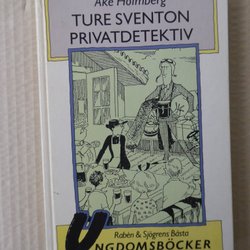 Åke Holmberg
TURE SVENTON
PRIVATDETEKTIV
Rabén & Sjögrens Bästa
UNGDOMSBÖCKER